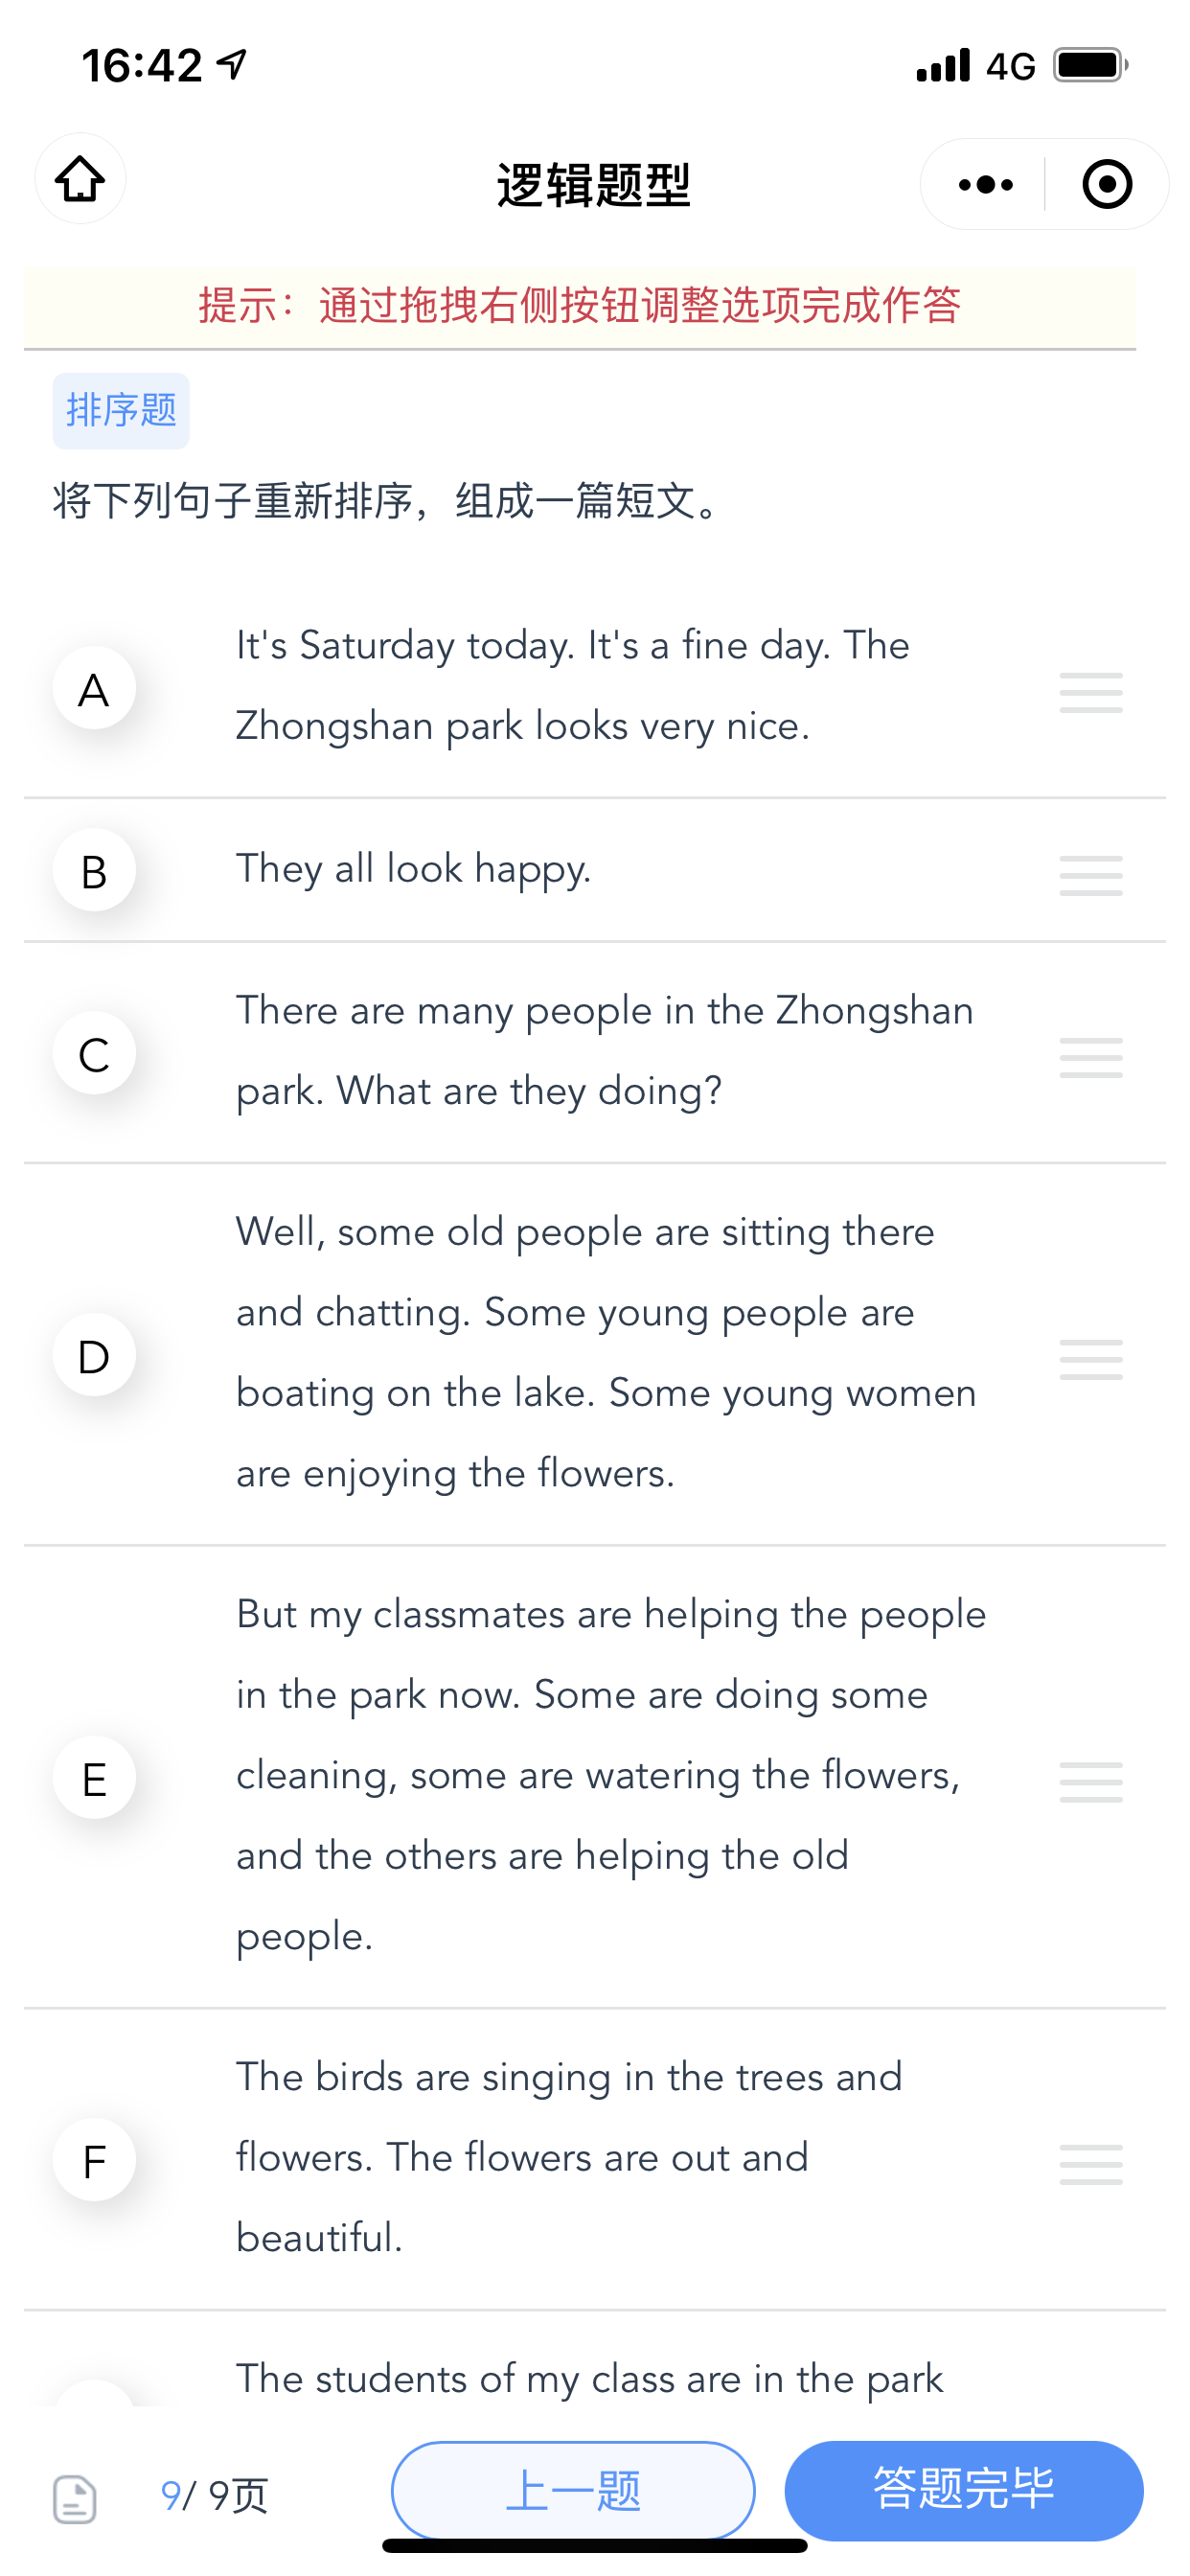 16:42
4G
逻辑题型
提示：通过拖拽右侧按钮调整选项完成作答
排序题
将下列句子重新排序，组成一篇短文。
A
It's Saturday today. It's a fine day. The
Zhongshan park looks very nice.
B
They all look happy.
C
There are many people in the Zhongshan
park. What are they doing?
D
Well, some old people are sitting there
and chatting. Some young people are
boating on the lake. Some young women
are enjoying the flowers.
E
But my classmates are helping the people
in the park now. Some are doing some
cleaning, some are watering the flowers,
and the others are helping the old
people.
F
The birds are singing in the trees and
flowers. The flowers are out and
beautiful.
The students of my class are in the park
9/ 9页
上一题
答题完毕